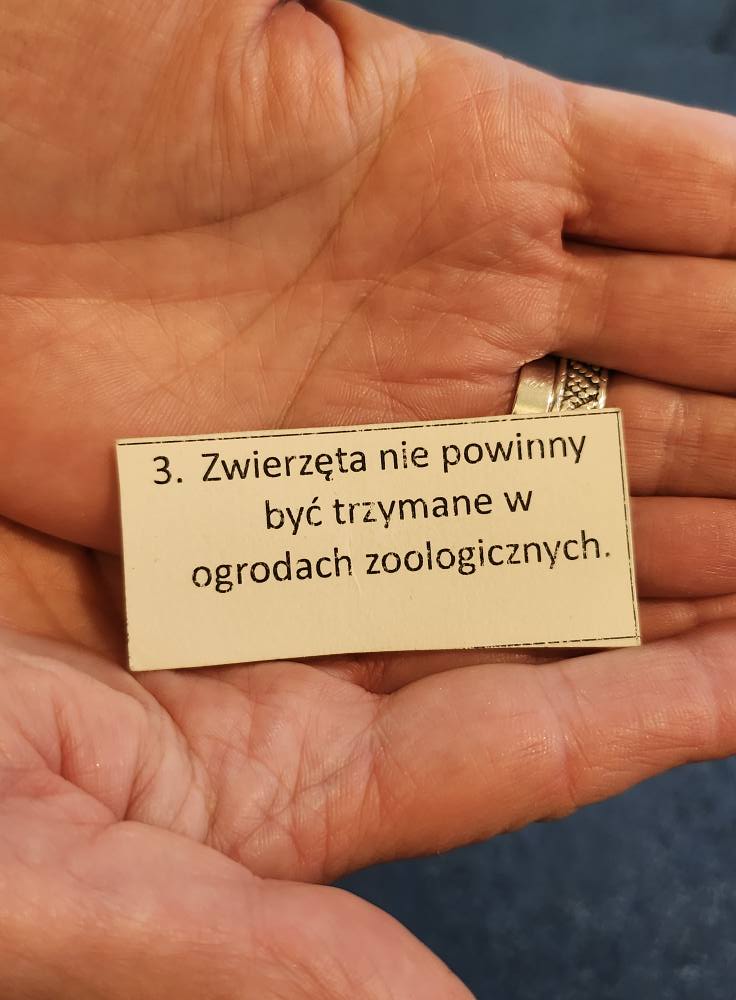 3. Zwierzęta nie powinny
być trzymane w
ogrodach zoologicznych.